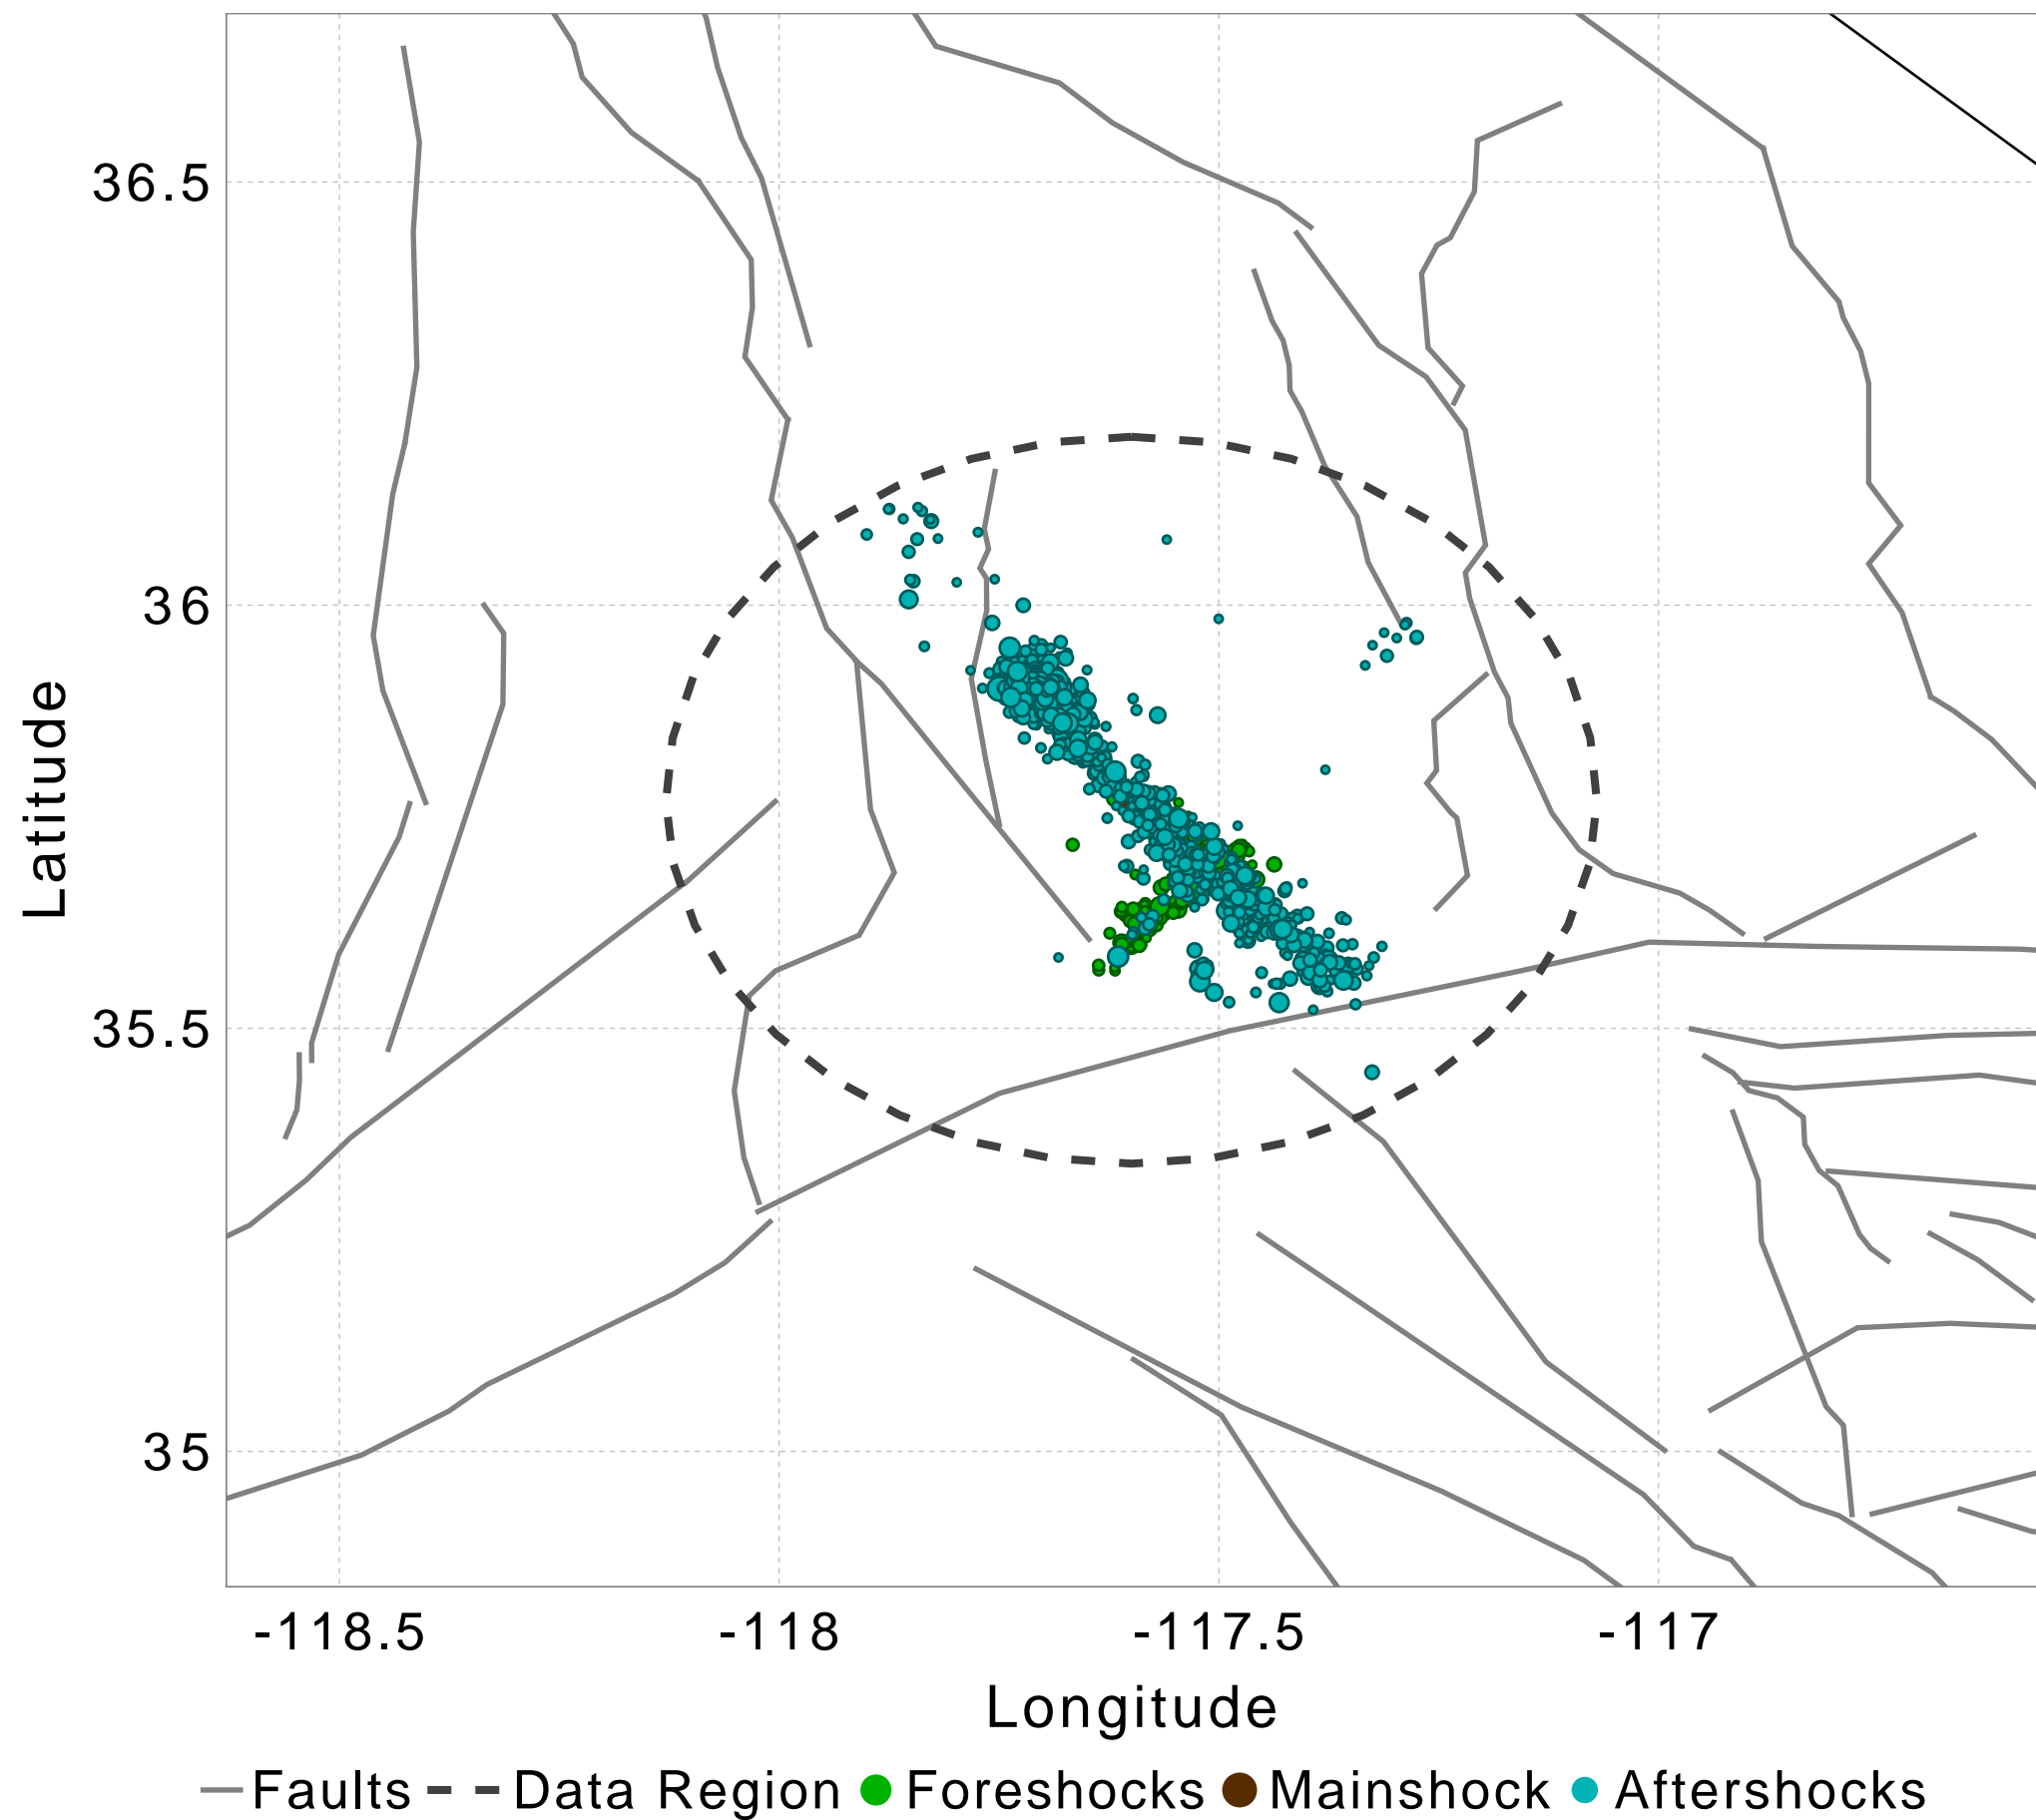 36.5
36
35.5
35
Latitude
-118.5
-118
-117.5
-117
Longitude
Faults
Data Region
Foreshocks
Mainshock
Aftershocks